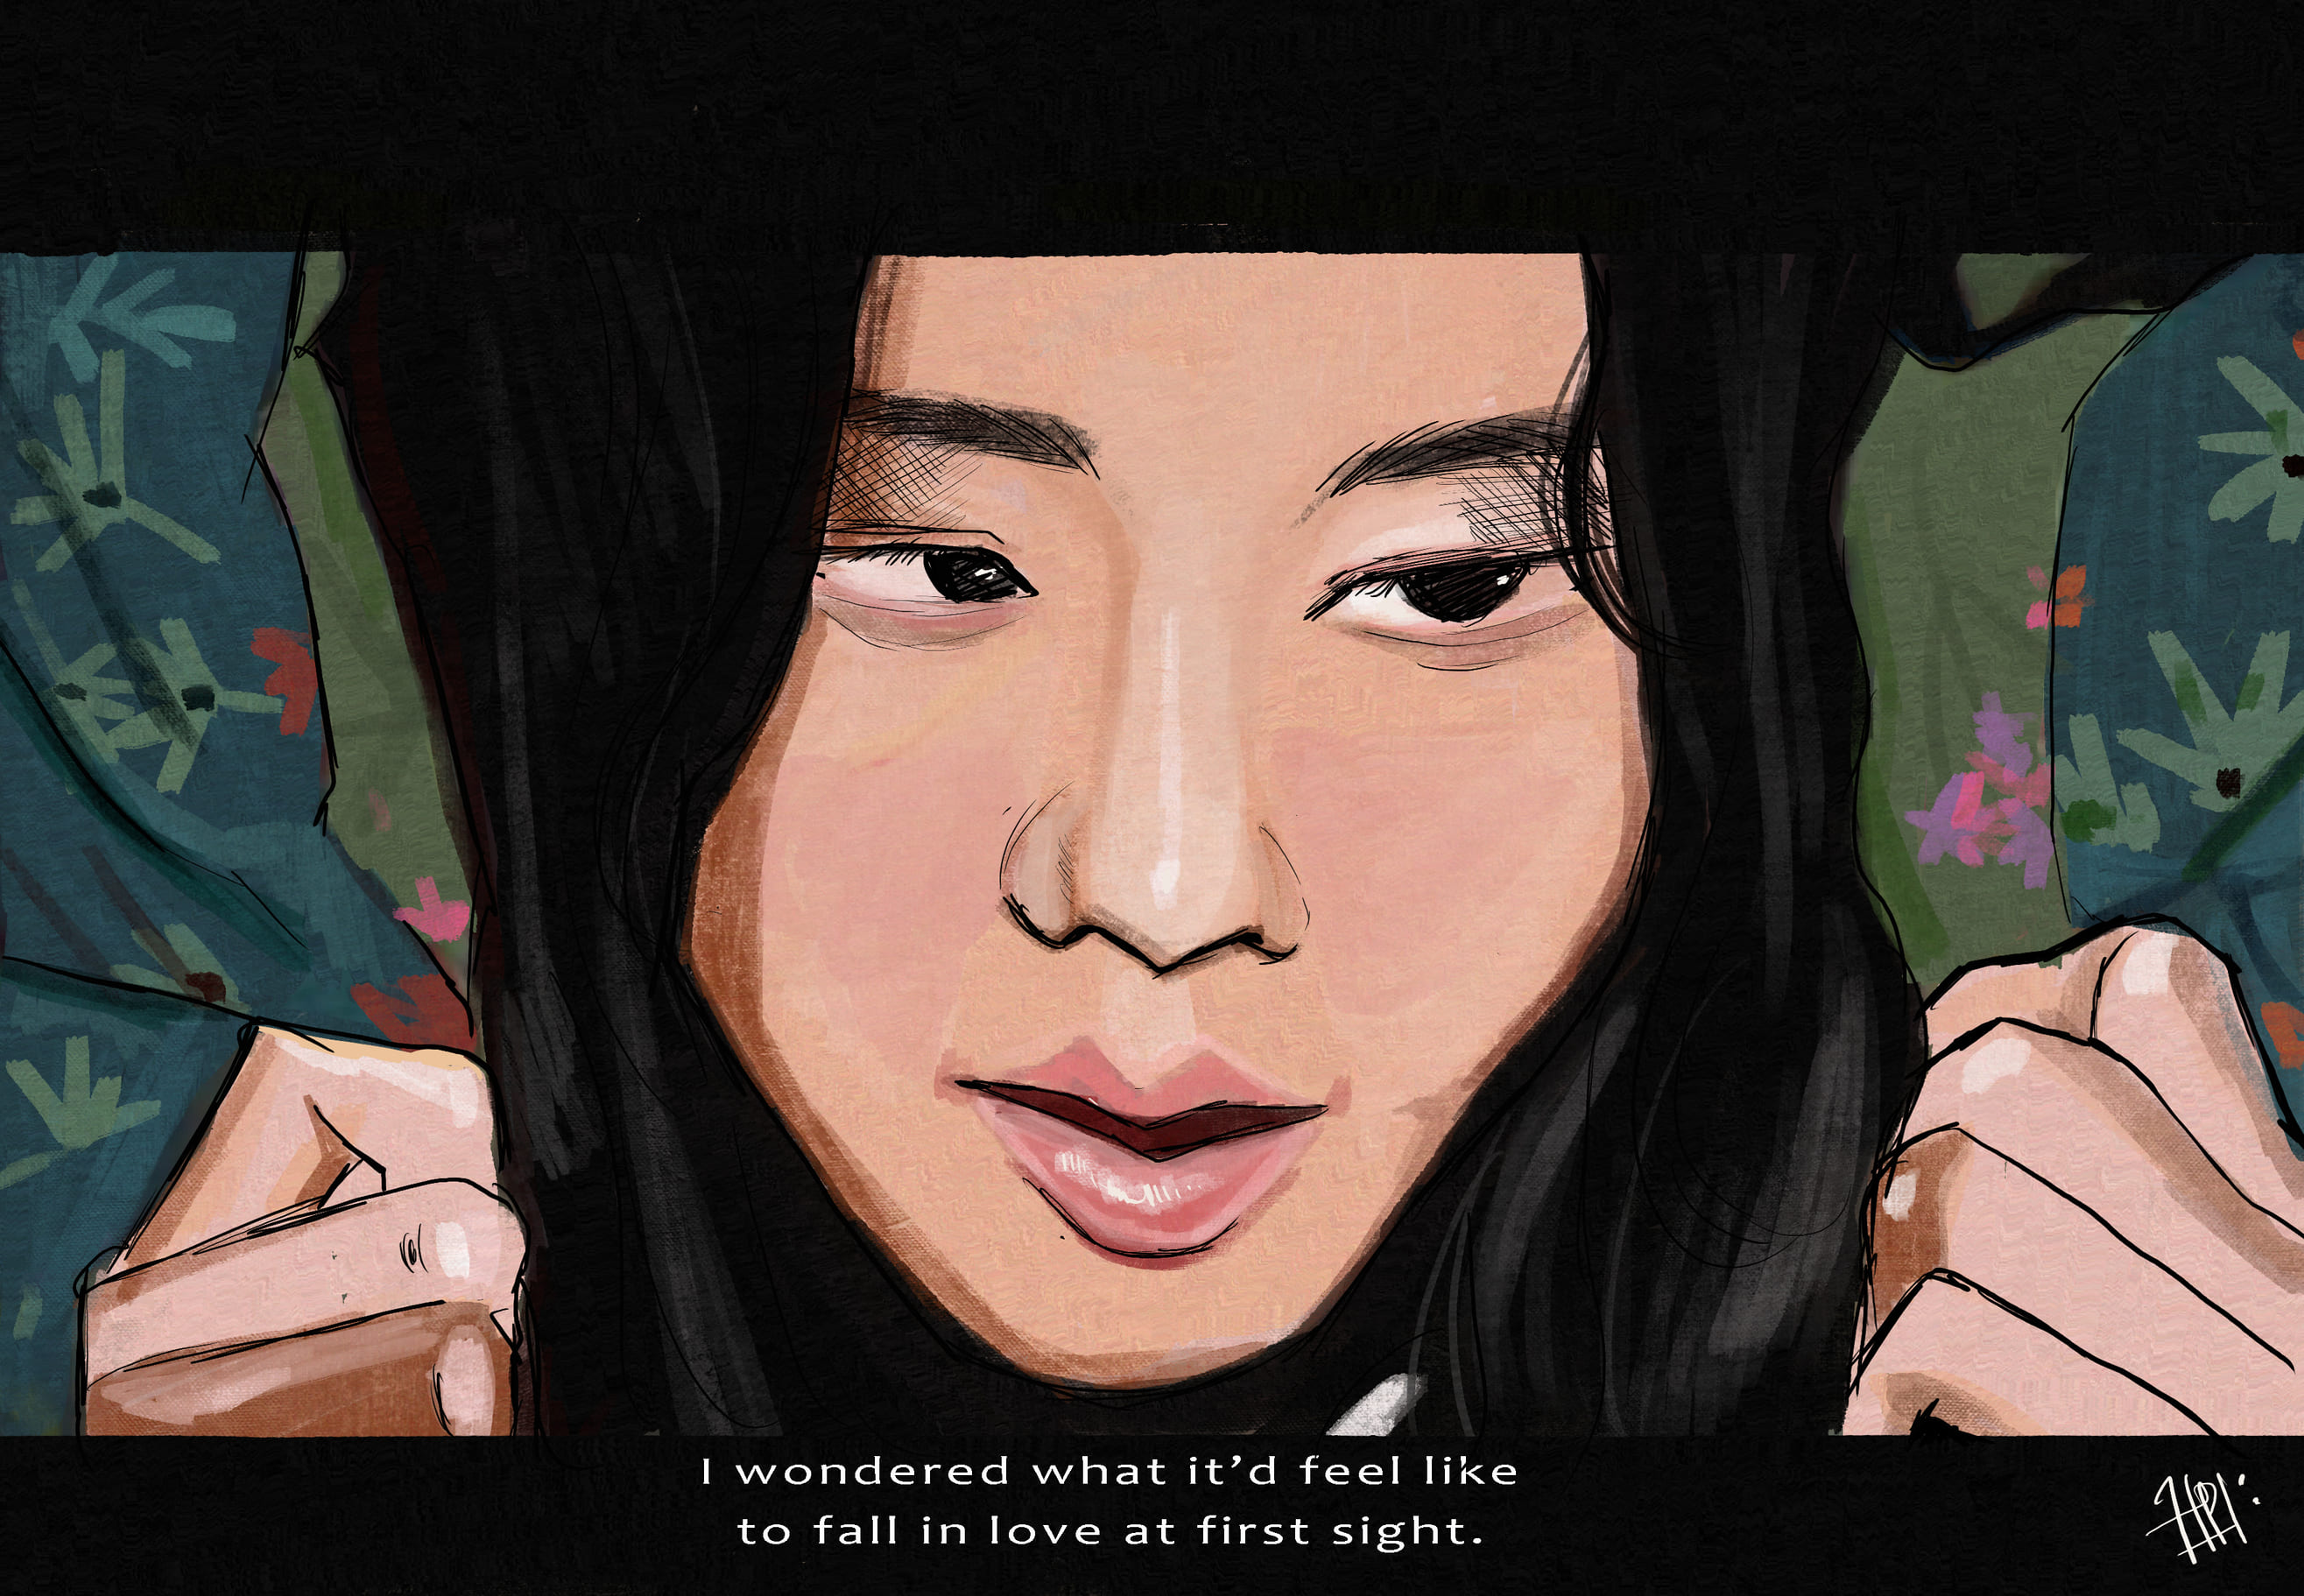 I wondered what it’d feel like
to fall in love at first sight.